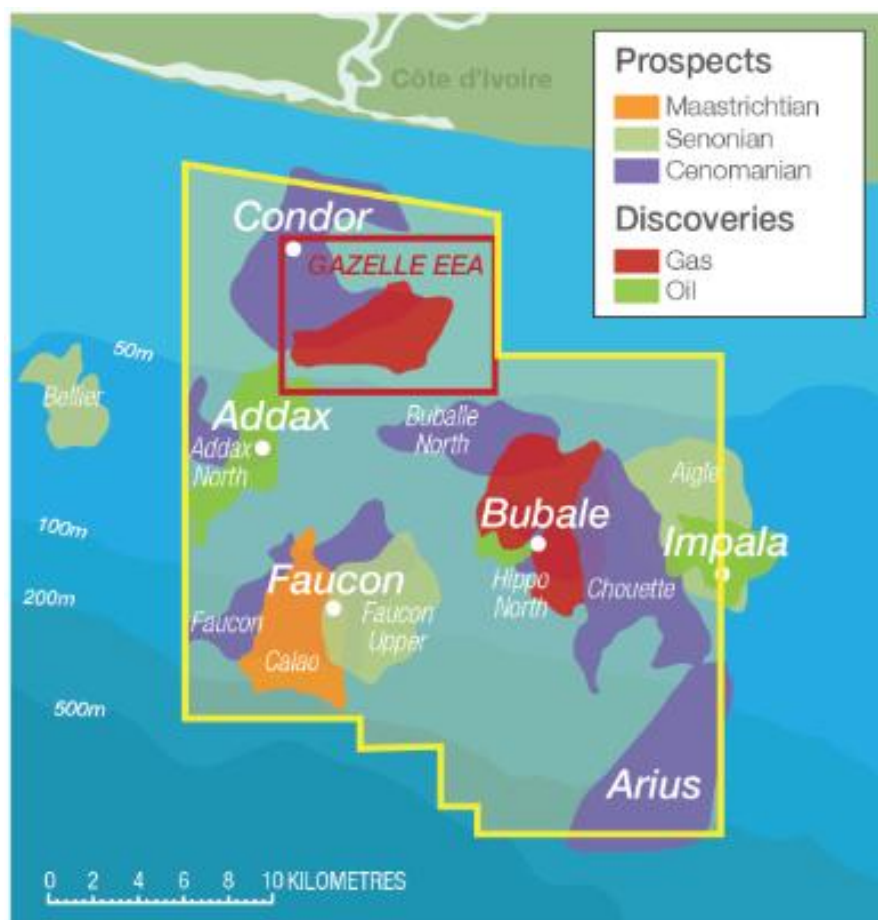 Côte d'Ivoire
Prospects
Maastrichtian
Senonian
Cenomanian
Discoveries
Gas
Oil
Condor
GAZELLE EEA
50m
Bellier
Addax
Addax
North
Buballe
North
Aigle
Bubale
Impala
100m
Hippo
North
Chouette
200m
Faucon
Faucon
Faucon
Upper
Calao
500m
Arius
0 2 4 6 8 10 KILOMETRES